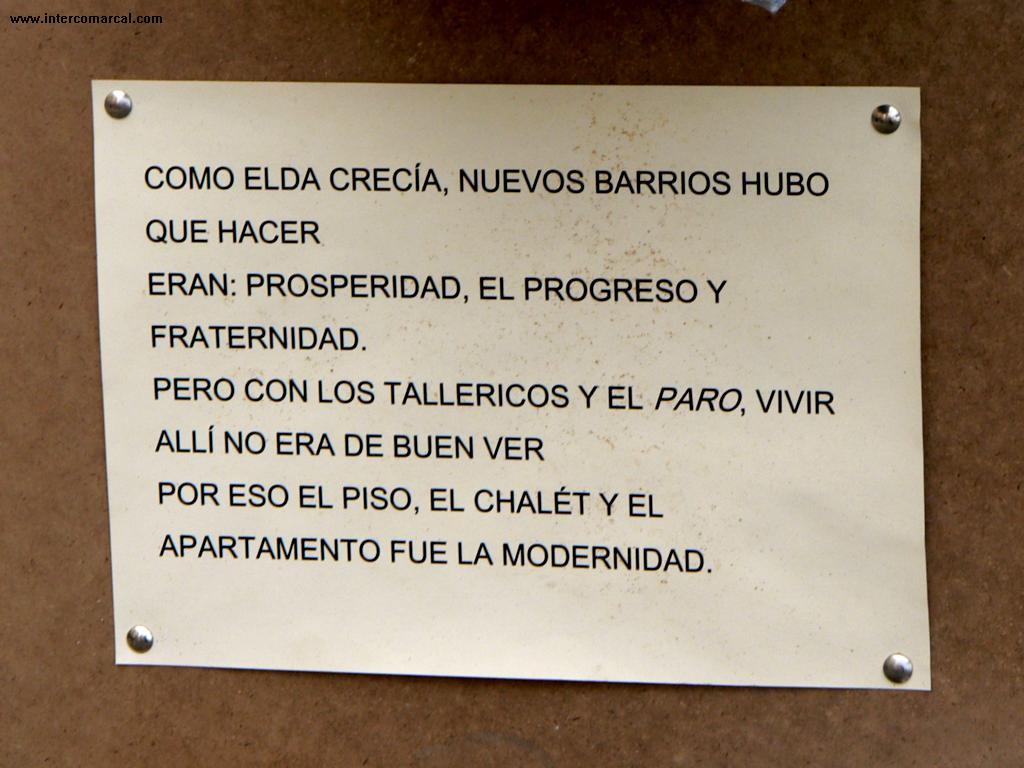 www.intercomarcal.com
COMO ELDA CRECÍA, NUEVOS BARRIOS HUBO
QUE HACER
ERAN: PROSPERIDAD, EL PROGRESO Y
FRATERNIDAD.
PERO CON LOS TALLERICOS Y EL PARO, VIVIR
ALLÍ NO ERA DE BUEN VER
POR ESO EL PISO, EL CHALÉT Y EL
APARTAMENTO FUE LA MODERNIDAD.